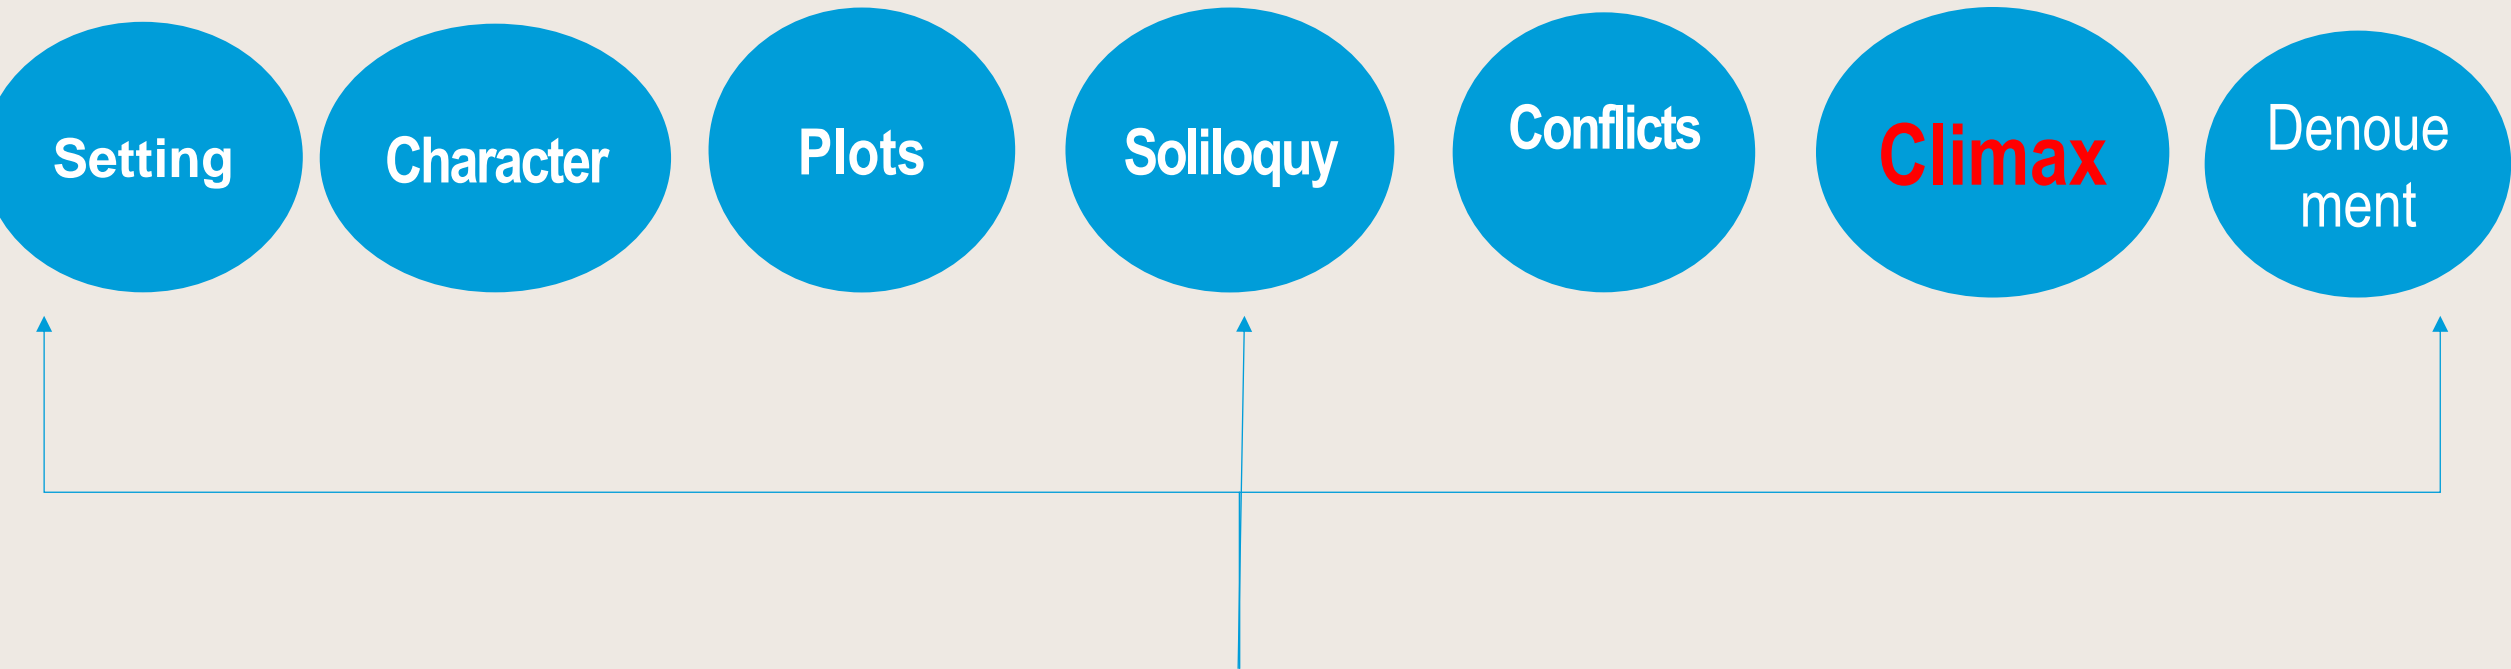 Setting
Character
Plots
Soliloquy
Conflicts
Climax
Denoue
ment